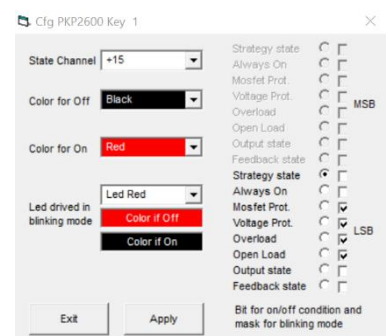 Cfg PKP2600 Key 1
State Channel +15
Color for Off Black
Color for On Red
Led drived in
blinking mode
Led Red
Color if Off
Color if On
Exit
Apply
Strategy state
Always On
Mosfet Prot.
Voltage Prot.
Overload
Open Load
Output state
Feedback state
MSB
Strategy state
Always On
Mosfet Prot.
Voltage Prot.
Overload
Open Load
Output state
Feedback state
LSB
Bit for on/off condition and
mask for blinking mode